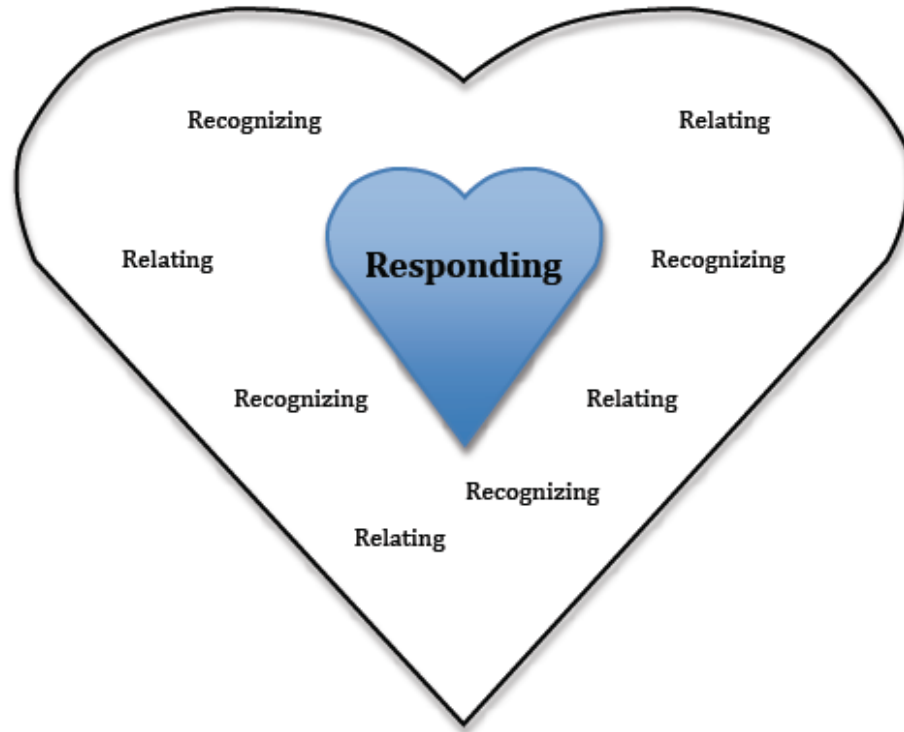 Recognizing
Relating
Relating
Responding
Recognizing
Recognizing
Relating
Recognizing
Relating